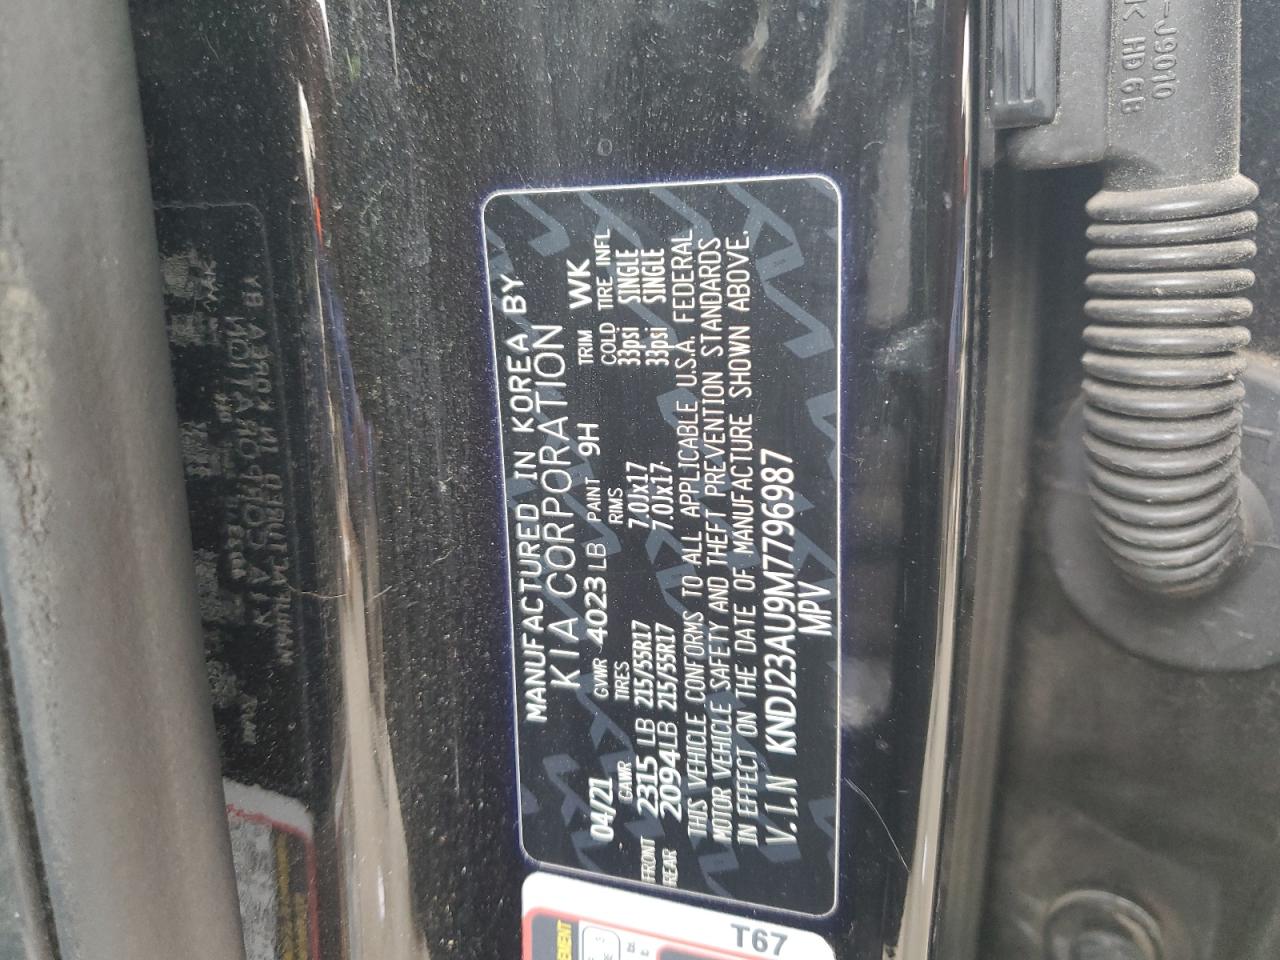 MANUFACTURED IN KOREA BY
KIA CORPORATION
04/21 GVWR 4023 LB PAINT 9H TRIM WK
GAWR TIRES RIMS COLD TIRE INFL
FRONT 2315 LB 215/55R17 7.0Jx17 33psi SINGLE
REAR 2094LB 215/55R17 7.0Jx17 33psi SINGLE
THIS VEHICLE CONFORMS TO ALL APPLICABLE U.S.A. FEDERAL
MOTOR VEHICLE SAFETY AND THEFT PREVENTION STANDARDS
IN EFFECT ON THE DATE OF MANUFACTURE SHOWN ABOVE.
V.I.N KNDJ23AU9M7796987
MPV
T67
J9010
K HD 6B